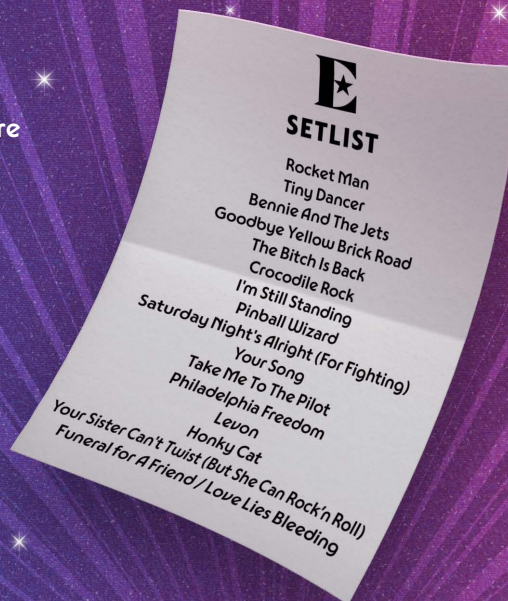 re
E
SETLIST
Rocket Man
Tiny Dancer
Bennie And The Jets
Goodbye Yellow Brick Road
The Bitch Is Back
Crocodile Rock
I'm Still Standing
Pinball Wizard
Saturday Night's Alright (For Fighting)
Your Song
Take Me To The Pilot
Philadelphia Freedom
Levon
Honky Cat
Your Sister Can't Twist (But She Can Rock'n Roll)
Funeral for A Friend / Love Lies Bleeding